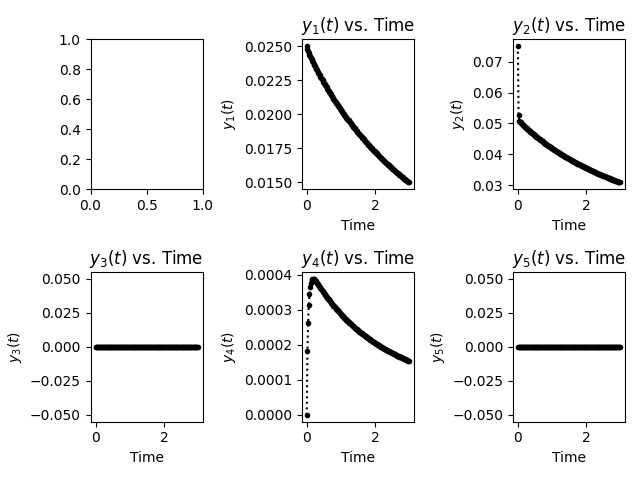 1.0
0.8
0.6
0.4
0.2
0.0
0.0 0.5 1.0
y₁(t) vs. Time
0.0250
0.0225
0.0200
0.0175
0.0150
y₁(t)
0 2
Time
y₂(t) vs. Time
0.07
0.06
0.05
0.04
0.03
y₂(t)
0 2
Time
y₃(t) vs. Time
0.050
0.025
0.000
−0.025
−0.050
y₃(t)
0 2
Time
y₄(t) vs. Time
0.0004
0.0003
0.0002
0.0001
0.0000
y₄(t)
0 2
Time
y₅(t) vs. Time
0.050
0.025
0.000
−0.025
−0.050
y₅(t)
0 2
Time